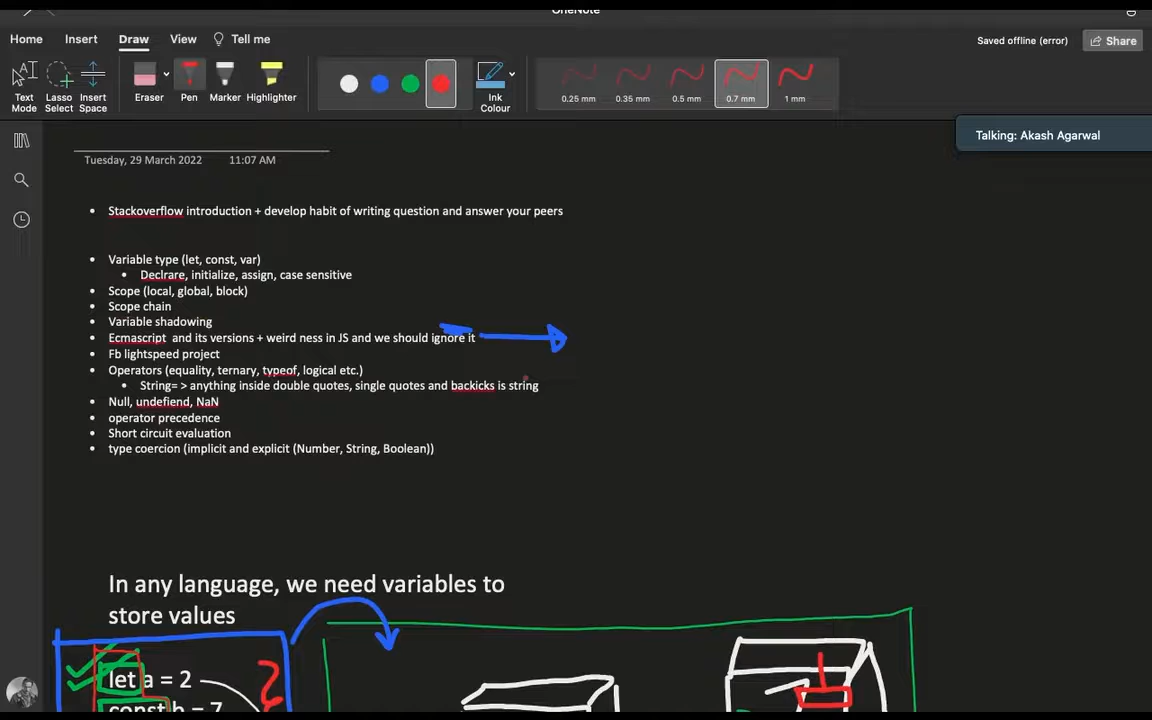 OneNote
Home Insert Draw View Tell me
Saved offline (error) Share
Text Mode
Lasso Select
Insert Space
Eraser
Pen
Marker
Highlighter
Ink Colour
0.25 mm 0.35 mm 0.5 mm 0.7 mm 1 mm
Talking: Akash Agarwal
Tuesday, 29 March 2022 11:07 AM
Stackoverflow introduction + develop habit of writing question and answer your peers
Variable type (let, const, var)
Declrare, initialize, assign, case sensitive
Scope (local, global, block)
Scope chain
Variable shadowing
Ecmascript and its versions + weird ness in JS and we should ignore it
Fb lightspeed project
Operators (equality, ternary, typeof, logical etc.)
String= > anything inside double quotes, single quotes and backicks is string
Null, undefiend, NaN
operator precedence
Short circuit evaluation
type coercion (implicit and explicit (Number, String, Boolean))
In any language, we need variables to
store values
let a = 2
const b = 7